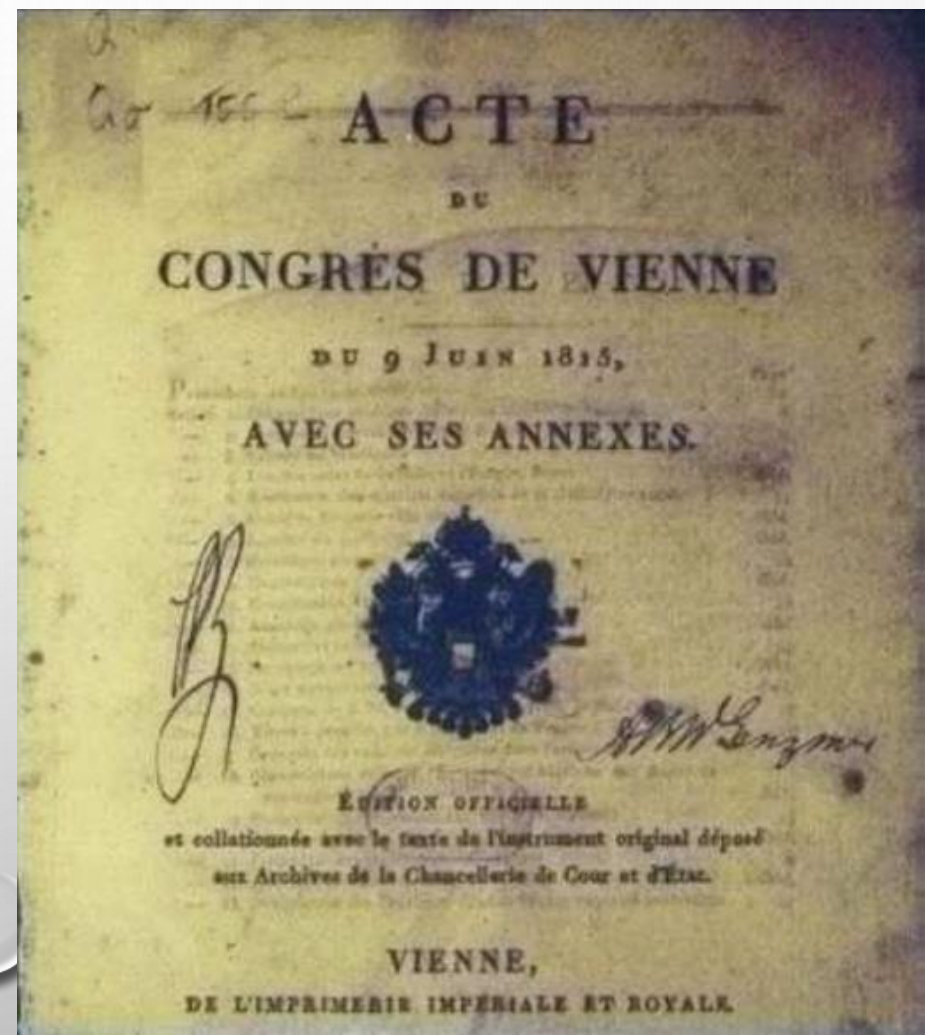 ACTE
DU
CONGRÈS DE VIENNE
DU 9 JUIN 1815,
AVEC SES ANNEXES.
ÉDITION OFFICIELLE
et collationnée avec le texte de l'instrument original déposé
aux Archives de la Chancellerie de Cour et d'État.
VIENNE,
DE L'IMPRIMERIE IMPÉRIALE ET ROYALE.